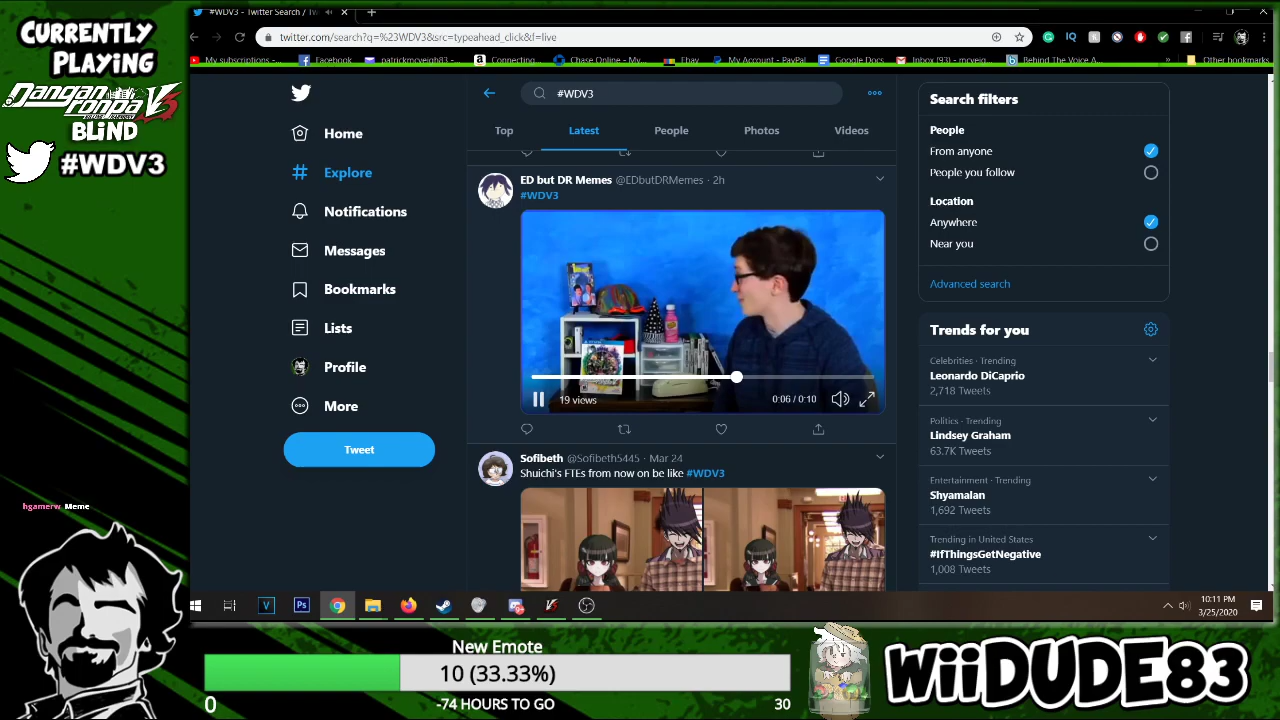 CURRENTLY
PLAYING
Danganronpa V3
KILLING HARMONY
BLIND
#WDV3
hgamerw Meme
#WDV3 - Twitter Search / Tw
twitter.com/search?q=%23WDV3&src=typeahead_click&f=live
My subscriptions -...
Facebook
patrickmcveigh83 -...
Connecting...
Chase Online - My...
Ebay
My Account - PayPal
Google Docs
Inbox (93) - mcveig...
Behind The Voice A...
»
Other bookmarks
Home
Explore
Notifications
Messages
Bookmarks
Lists
Profile
More
Tweet
#WDV3
Top
Latest
People
Photos
Videos
ED but DR Memes @EDbutDRMemes · 2h
#WDV3
19 views
0:06 / 0:10
Sofibeth @Sofibeth5445 · Mar 24
Shuichi's FTEs from now on be like #WDV3
Search filters
People
From anyone
People you follow
Location
Anywhere
Near you
Advanced search
Trends for you
Celebrities · Trending
Leonardo DiCaprio
2,718 Tweets
Politics · Trending
Lindsey Graham
63.7K Tweets
Entertainment · Trending
Shyamalan
1,692 Tweets
Trending in United States
#IfThingsGetNegative
1,008 Tweets
10:11 PM
3/25/2020
New Emote
10 (33.33%)
0
-74 HOURS TO GO
30
WiiDUDE83